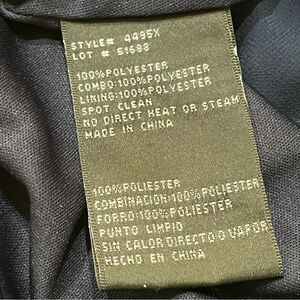 STYLE# 4495X
LOT # S1688
100%POLYESTER
COMBO:100%POLYESTER
LINING:100%POLYESTER
SPOT CLEAN
NO DIRECT HEAT OR STEAM
MADE IN CHINA
100%POLIESTER
COMBINACION:100%POLIESTER
FORRO:100%POLIESTER
PUNTO LIMPIO
SIN CALOR DIRECTO O VAPOR
HECHO EN CHINA